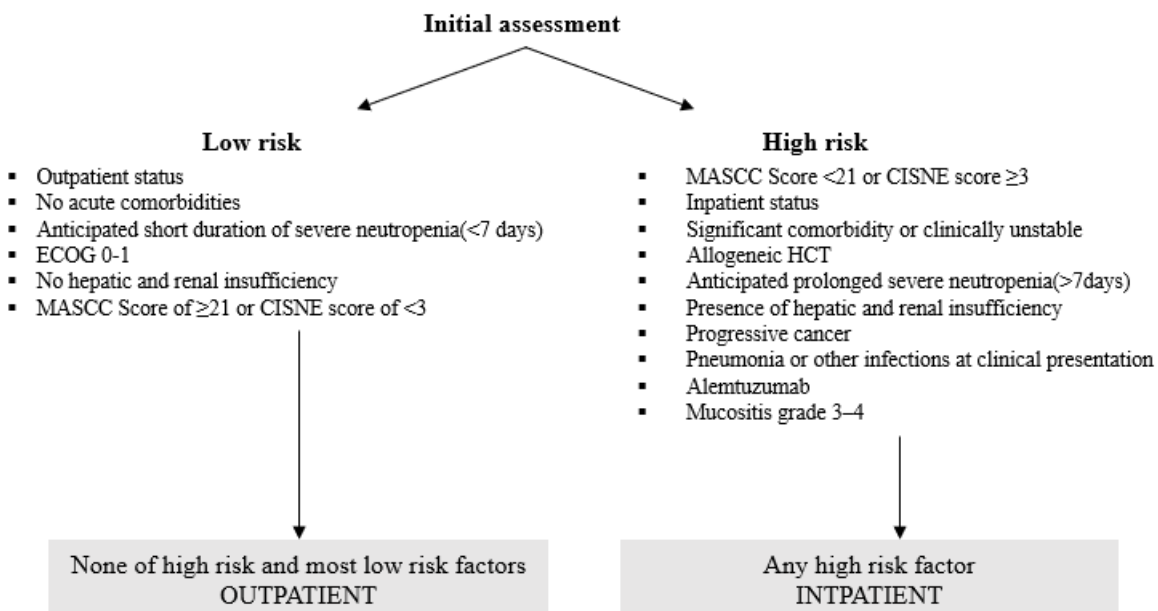 Initial assessment
Low risk
▪ Outpatient status
▪ No acute comorbidities
▪ Anticipated short duration of severe neutropenia(<7 days)
▪ ECOG 0-1
▪ No hepatic and renal insufficiency
▪ MASCC Score of ≥21 or CISNE score of <3
None of high risk and most low risk factors
OUTPATIENT
High risk
▪ MASCC Score <21 or CISNE score ≥3
▪ Inpatient status
▪ Significant comorbidity or clinically unstable
▪ Allogeneic HCT
▪ Anticipated prolonged severe neutropenia(>7days)
▪ Presence of hepatic and renal insufficiency
▪ Progressive cancer
▪ Pneumonia or other infections at clinical presentation
▪ Alemtuzumab
▪ Mucositis grade 3–4
Any high risk factor
INTPATIENT